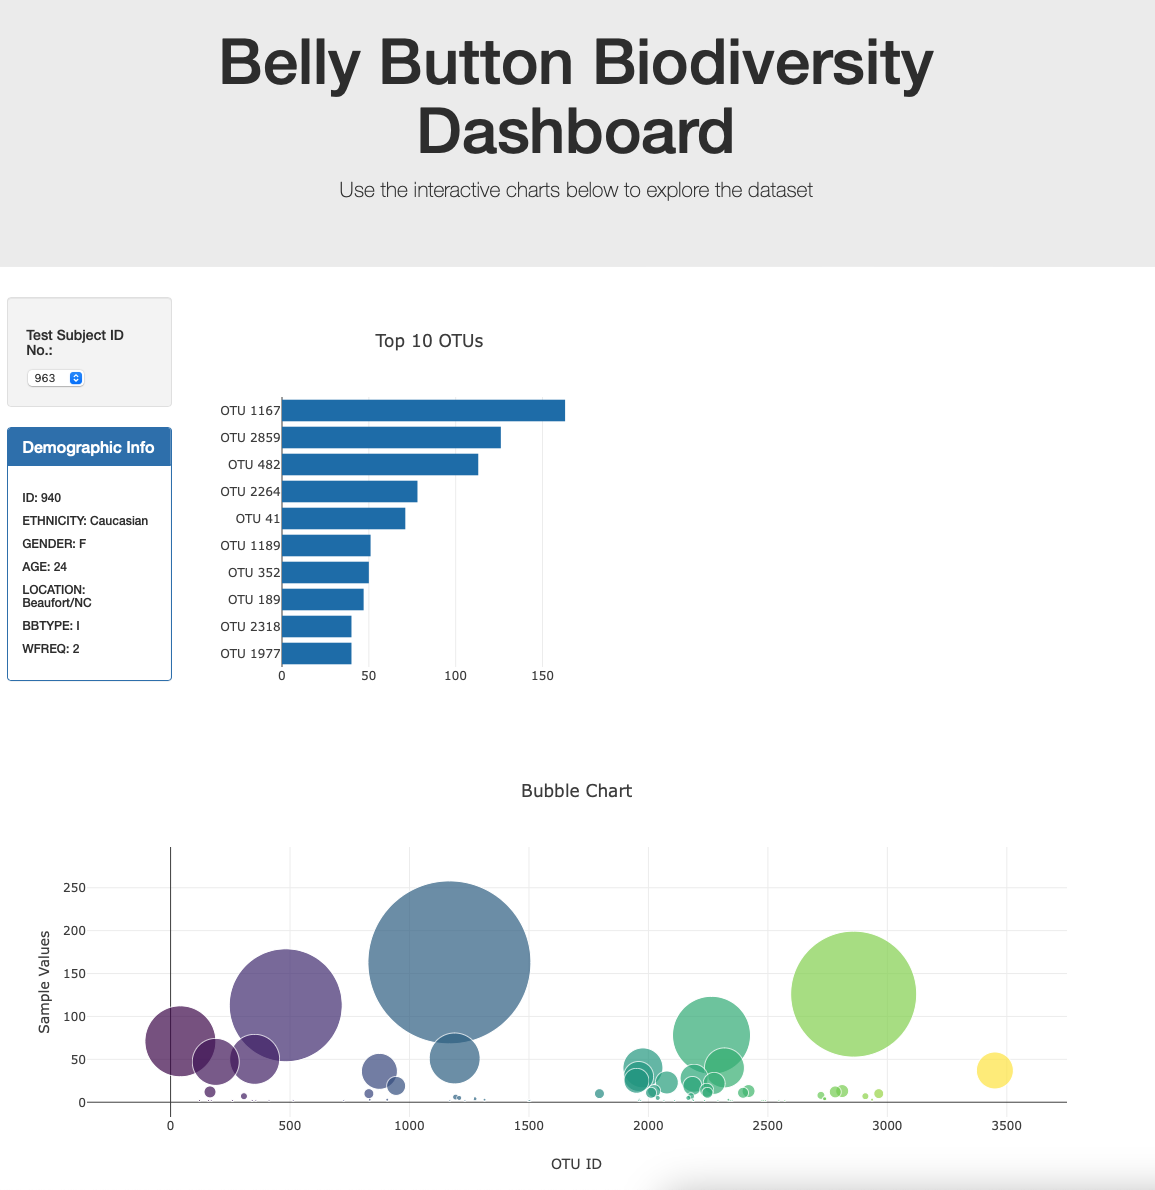 Belly Button Biodiversity
Dashboard
Use the interactive charts below to explore the dataset
Test Subject ID
No.:
963
Demographic Info
ID: 940
ETHNICITY: Caucasian
GENDER: F
AGE: 24
LOCATION:
Beaufort/NC
BBTYPE: I
WFREQ: 2
Top 10 OTUs
OTU 1167
OTU 2859
OTU 482
OTU 2264
OTU 41
OTU 1189
OTU 352
OTU 189
OTU 2318
OTU 1977
0 50 100 150
Bubble Chart
Sample Values
250
200
150
100
50
0
0 500 1000 1500 2000 2500 3000 3500
OTU ID